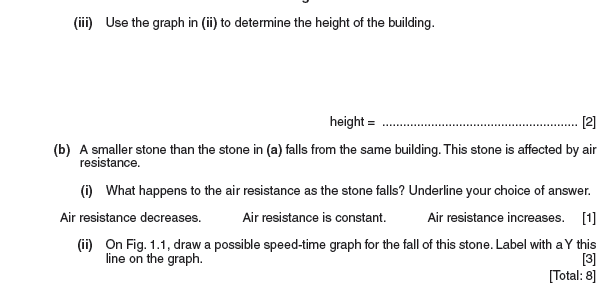 (iii) Use the graph in (ii) to determine the height of the building.
height = ........................................................ [2]
(b) A smaller stone than the stone in (a) falls from the same building. This stone is affected by air
resistance.
(i) What happens to the air resistance as the stone falls? Underline your choice of answer.
Air resistance decreases. Air resistance is constant. Air resistance increases. [1]
(ii) On Fig. 1.1, draw a possible speed-time graph for the fall of this stone. Label with a Y this
line on the graph. [3]
[Total: 8]